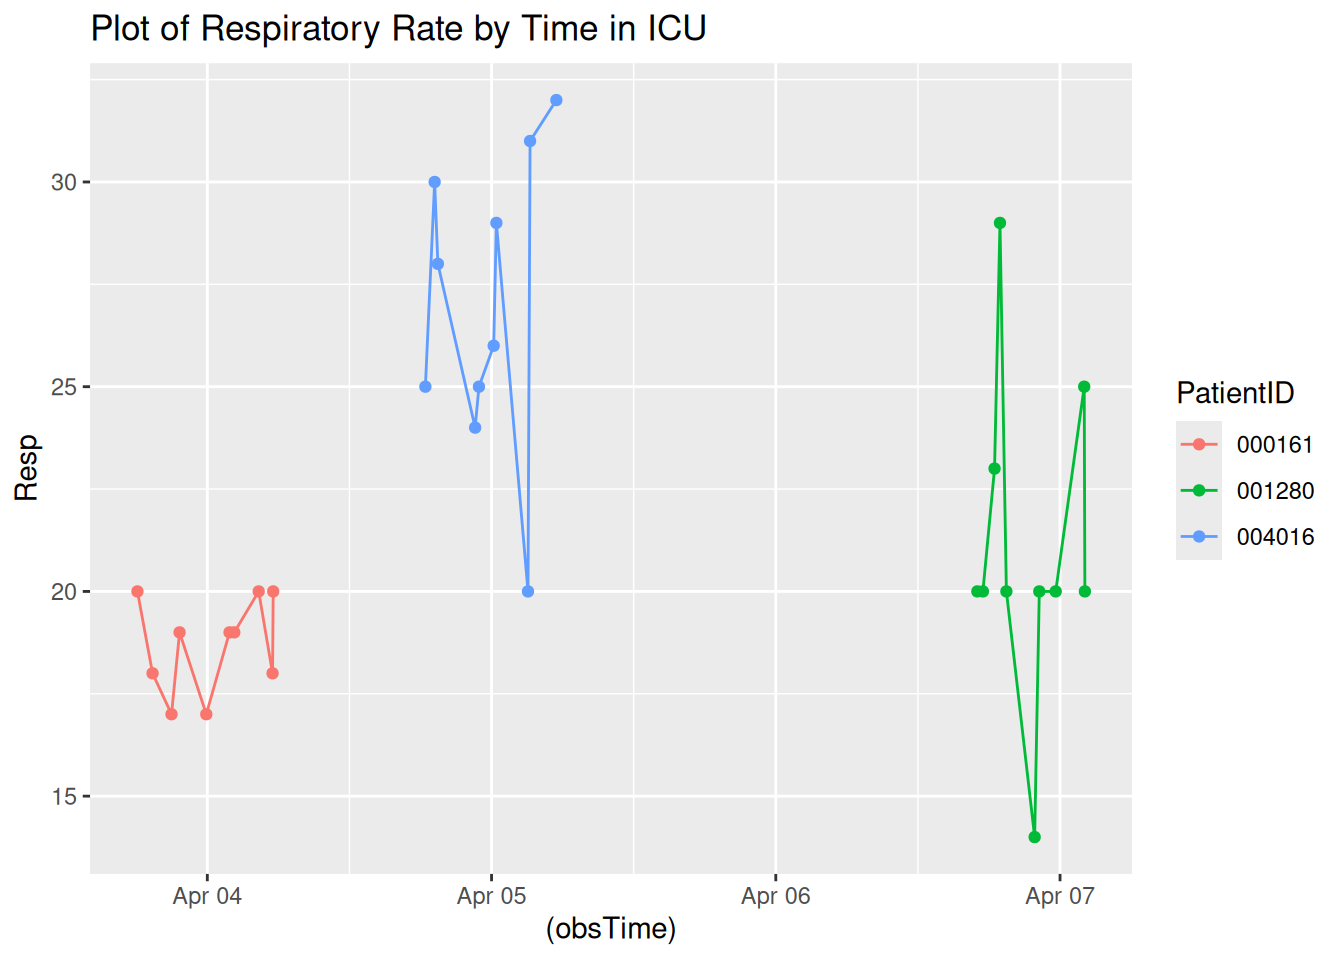 Plot of Respiratory Rate by Time in ICU
Resp
30
25
20
15
Apr 04
Apr 05
Apr 06
Apr 07
(obsTime)
PatientID
000161
001280
004016